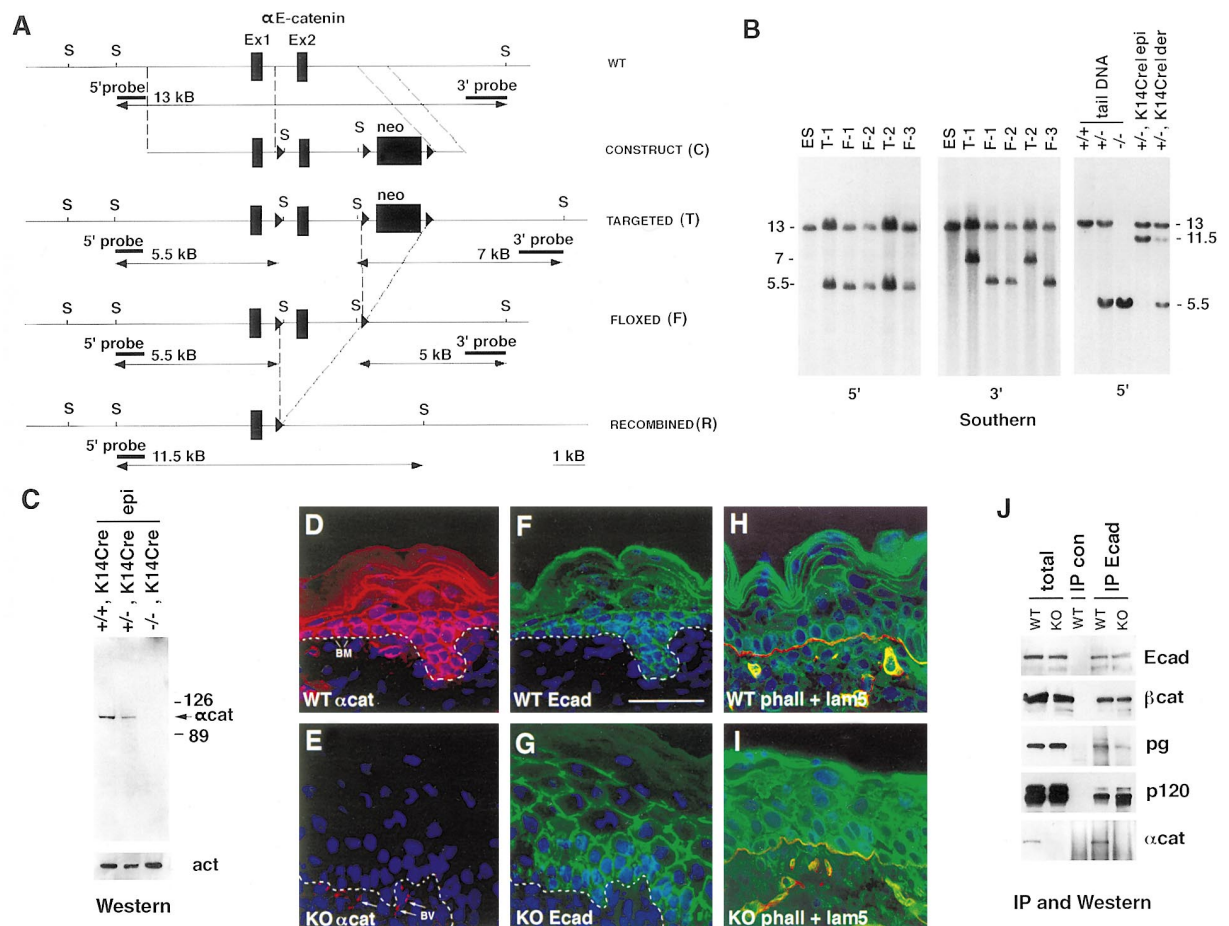 A
αE-catenin
S S Ex1 Ex2 S
WT
5'probe 13 kB 3' probe
S S neo
CONSTRUCT (C)
S S S S neo S
TARGETED (T)
5' probe 5.5 kB 7 kB 3' probe
S S S S S
FLOXED (F)
5' probe 5.5 kB 5 kB 3' probe
S S S
RECOMBINED (R)
5' probe 11.5 kB 1 kB
B
ES T-1 F-1 F-2 T-2 F-3
ES T-1 F-1 F-2 T-2 F-3
tail DNA
+/+ +/- -/- +/-, K14Cre epi +/-, K14Cre der
13 -
7 -
5.5-
- 13
- 11.5
- 5.5
5' 3' 5'
Southern
C
epi
+/+, K14Cre +/-, K14Cre -/-, K14Cre
126
αcat
89
act
Western
D
BM
WT αcat
F
WT Ecad
H
WT phall + lam5
E
BV
KO αcat
G
KO Ecad
I
KO phall + lam5
J
total IP con IP Ecad
WT KO WT WT KO
Ecad
βcat
pg
p120
αcat
IP and Western